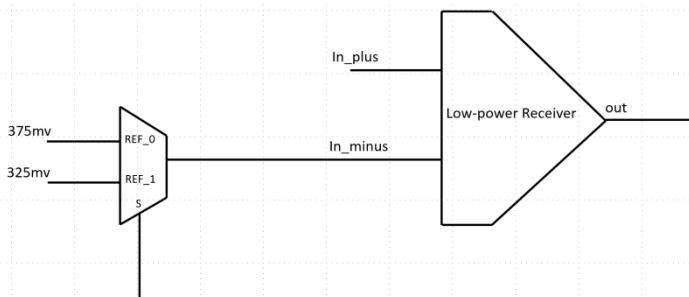 In_plus
Low-power Receiver
out
375mv
REF_0
In_minus
325mv
REF_1
S